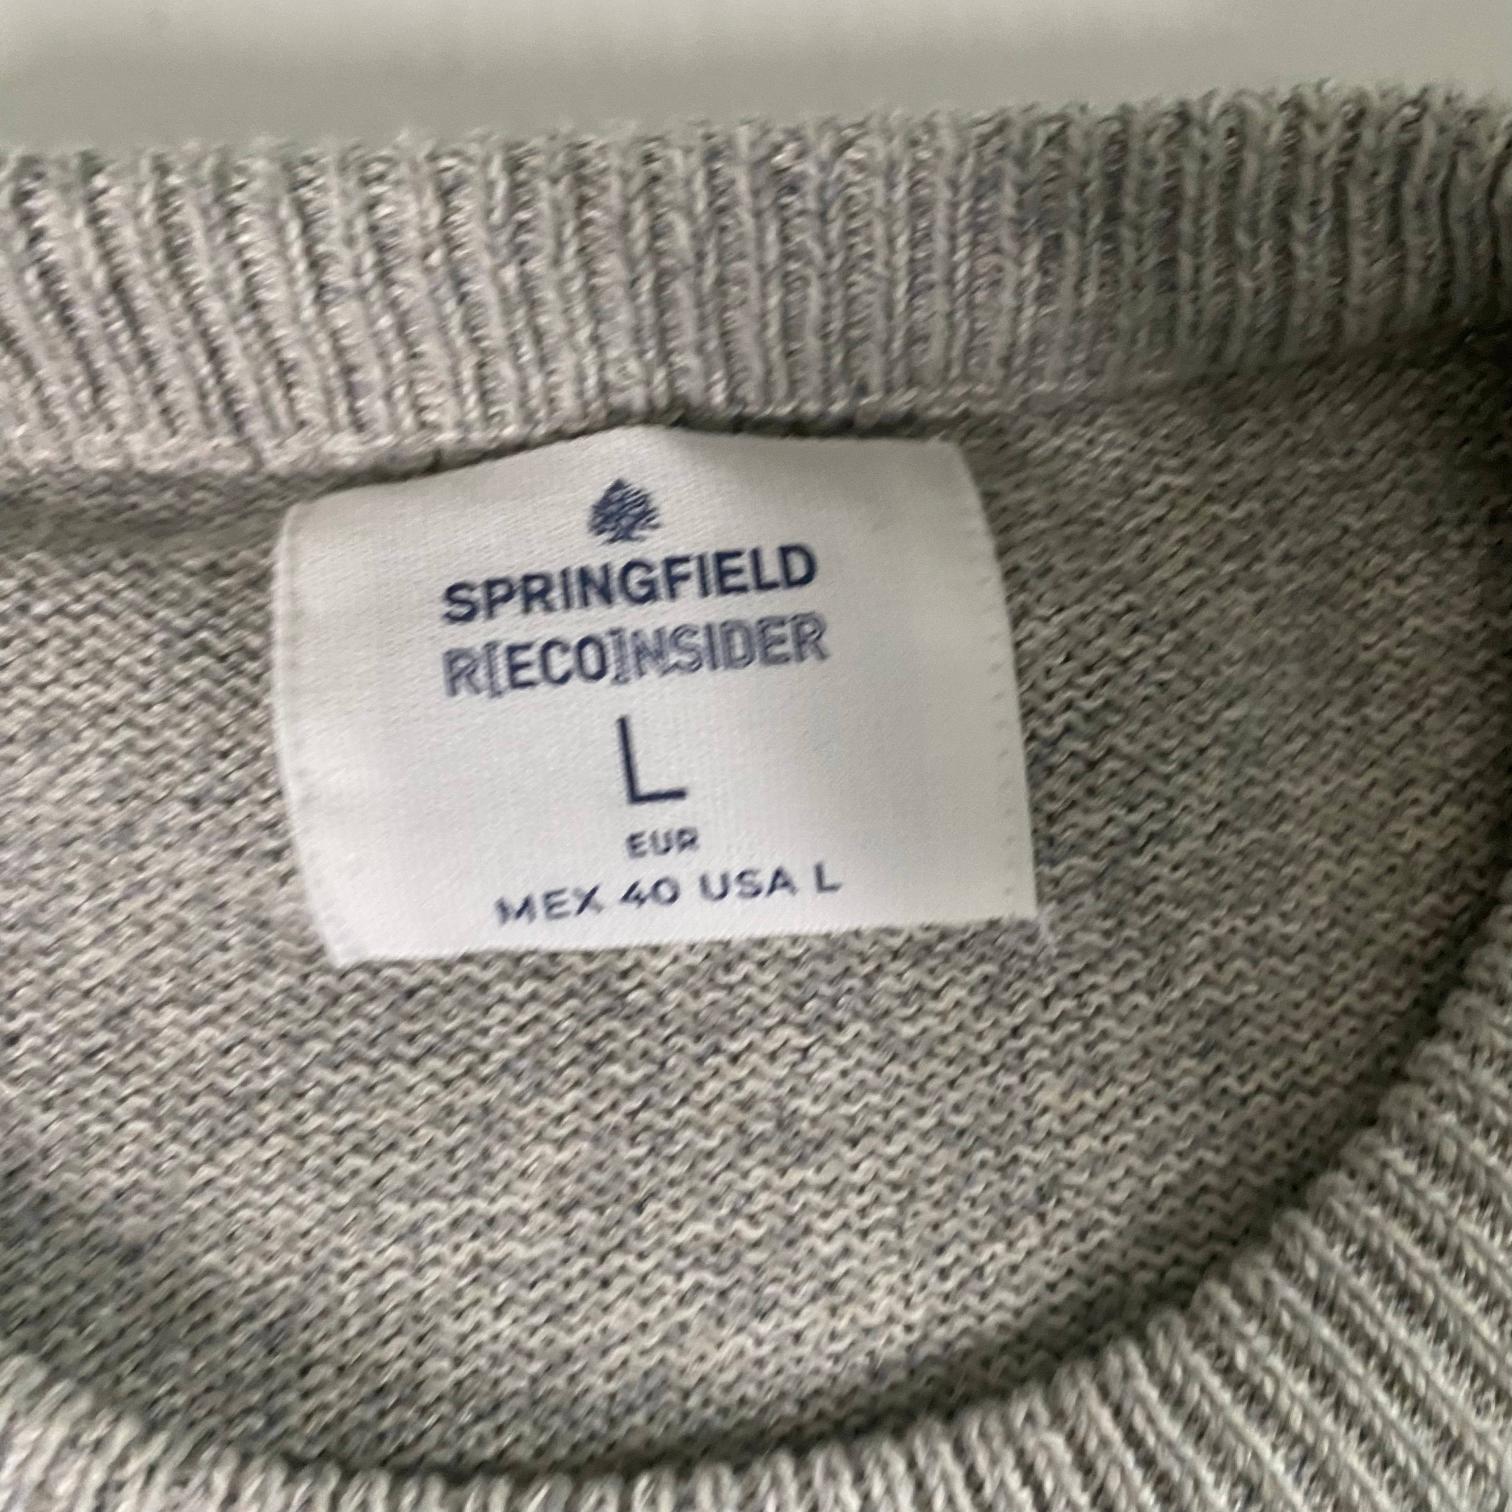 SPRINGFIELD
R[ECO]NSIDER
L
EUR
MEX 40 USA L